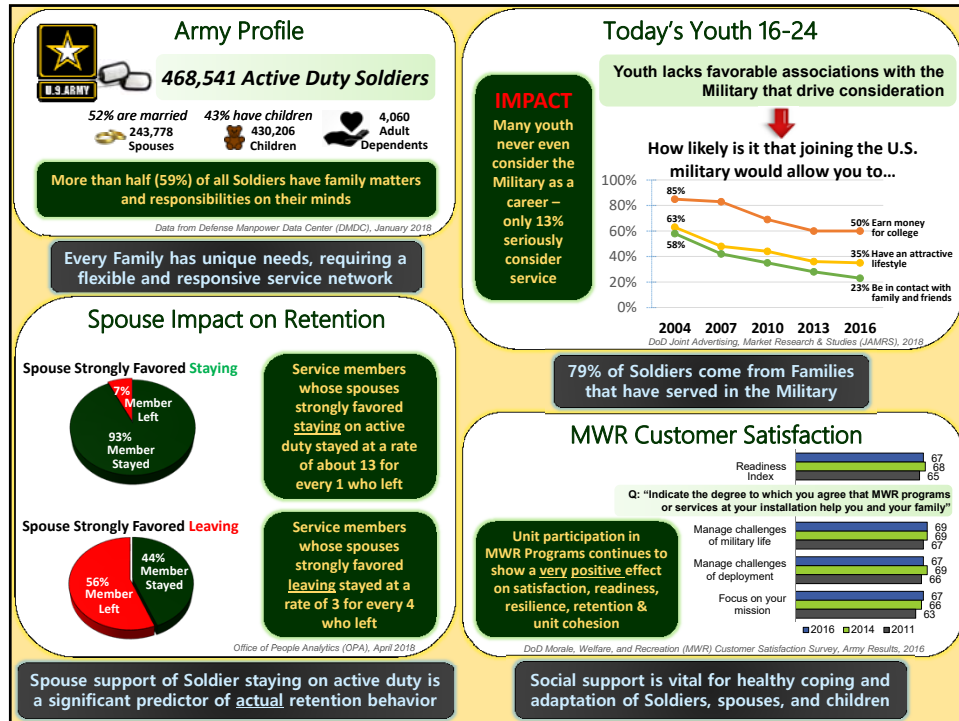 Army Profile
U.S.ARMY
468,541 Active Duty Soldiers
52% are married
243,778
Spouses
43% have children
430,206
Children
4,060
Adult
Dependents
More than half (59%) of all Soldiers have family matters
and responsibilities on their minds
Data from Defense Manpower Data Center (DMDC), January 2018
Every Family has unique needs, requiring a
flexible and responsive service network
Spouse Impact on Retention
Spouse Strongly Favored Staying
7%
Member
Left
93%
Member
Stayed
Service members
whose spouses
strongly favored
staying on active
duty stayed at a rate
of about 13 for
every 1 who left
Spouse Strongly Favored Leaving
44%
Member
Stayed
56%
Member
Left
Service members
whose spouses
strongly favored
leaving stayed at a
rate of 3 for every 4
who left
Office of People Analytics (OPA), April 2018
Spouse support of Soldier staying on active duty is
a significant predictor of actual retention behavior
Today's Youth 16-24
IMPACT
Many youth
never even
consider the
Military as a
career –
only 13%
seriously
consider
service
Youth lacks favorable associations with the
Military that drive consideration
How likely is it that joining the U.S.
military would allow you to...
100%
80%
60%
40%
20%
0%
85%
63%
58%
50% Earn money
for college
35% Have an attractive
lifestyle
23% Be in contact with
family and friends
2004 2007 2010 2013 2016
DoD Joint Advertising, Market Research & Studies (JAMRS), 2018
79% of Soldiers come from Families
that have served in the Military
MWR Customer Satisfaction
Readiness
Index
67
68
65
Q: "Indicate the degree to which you agree that MWR programs
or services at your installation help you and your family"
Unit participation in
MWR Programs continues to
show a very positive effect
on satisfaction, readiness,
resilience, retention &
unit cohesion
Manage challenges
of military life
69
69
67
Manage challenges
of deployment
67
69
66
Focus on your
mission
67
66
63
2016 2014 2011
DoD Morale, Welfare, and Recreation (MWR) Customer Satisfaction Survey, Army Results, 2016
Social support is vital for healthy coping and
adaptation of Soldiers, spouses, and children